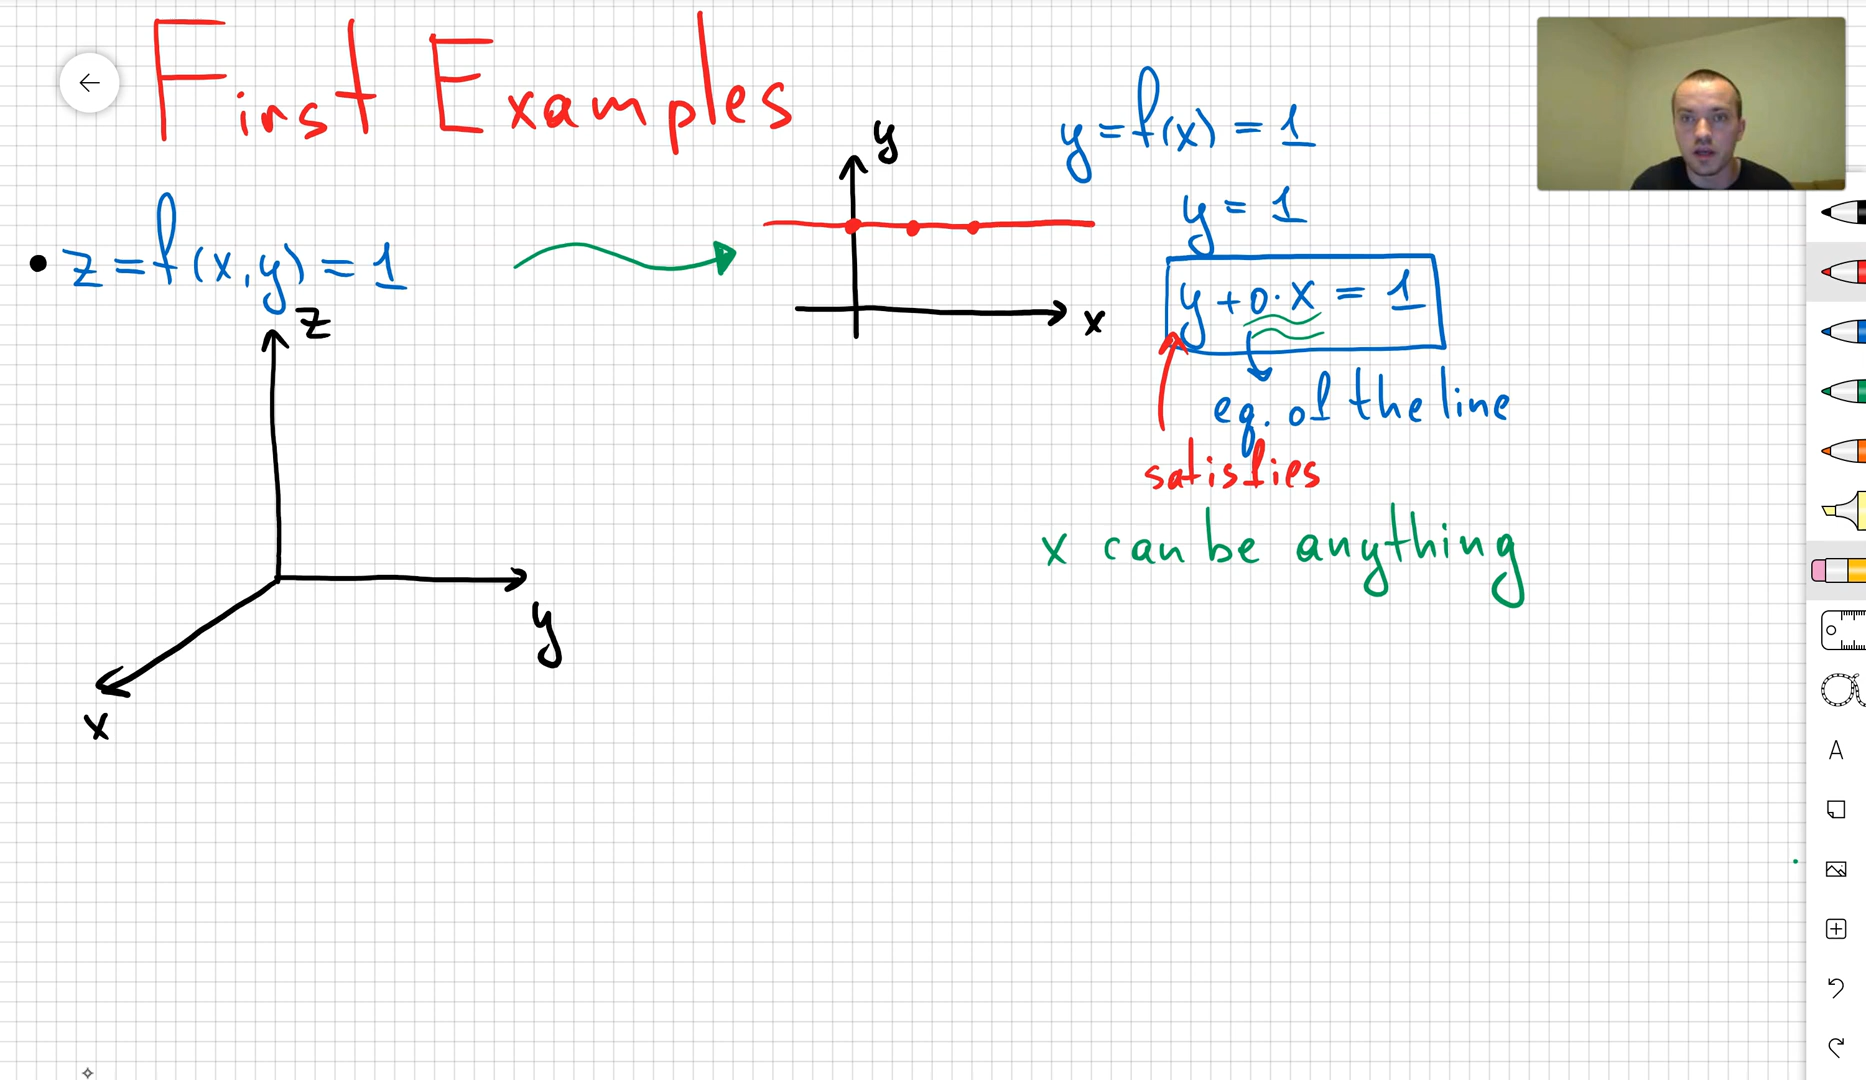 First Examples
• z = f(x,y) = 1
z
y
x
y
x
y = f(x) = 1
y = 1
y + 0·x = 1
eq. of the line
satisfies
x can be anything
A